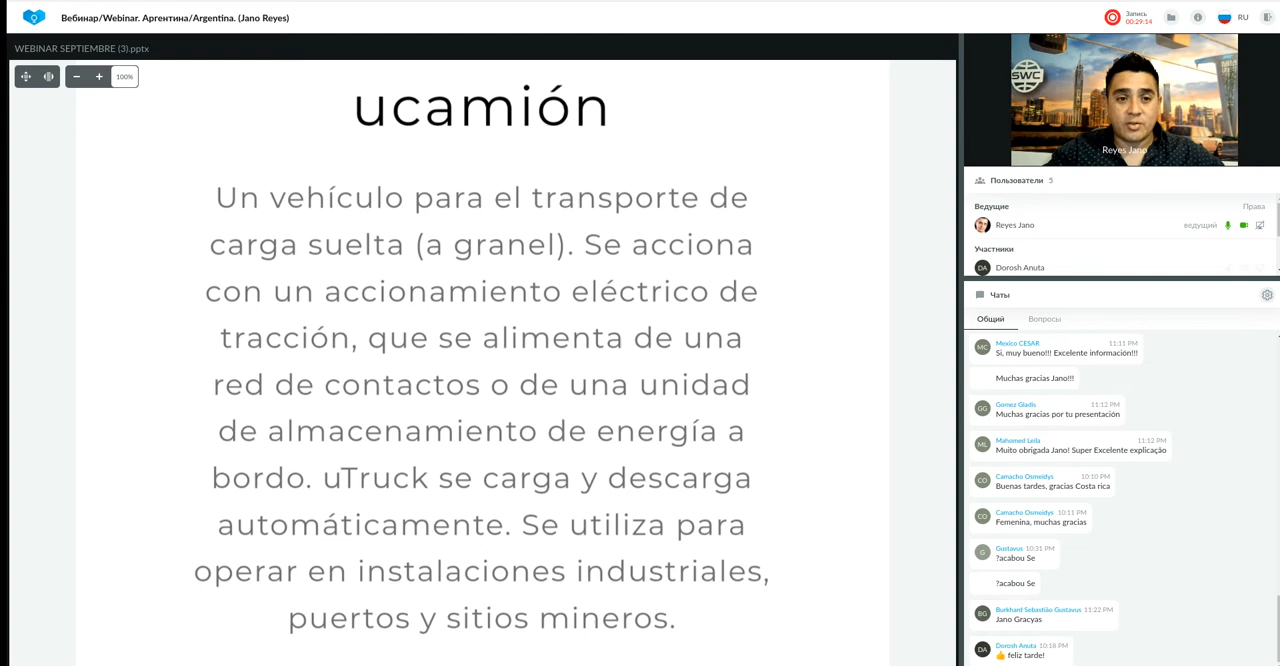 Вебинар/Webinar. Аргентина/Argentina. (Jano Reyes)
Запись
00:29:14
RU
WEBINAR SEPTIEMBRE (3).pptx
100%
ucamión
Un vehículo para el transporte de
carga suelta (a granel). Se acciona
con un accionamiento eléctrico de
tracción, que se alimenta de una
red de contactos o de una unidad
de almacenamiento de energía a
bordo. uTruck se carga y descarga
automáticamente. Se utiliza para
operar en instalaciones industriales,
puertos y sitios mineros.
SWC
Reyes Jano
Пользователи 5
Ведущие Права
Reyes Jano ведущий
Участники
DA Dorosh Anuta
Чаты
Общий Вопросы
MC Mexico CESAR 11:11 PM
Si, muy bueno!!! Excelente información!!!
Muchas gracias Jano!!!
GG Gomez Gladis 11:12 PM
Muchas gracias por tu presentación
ML Mahomed Leila 11:12 PM
Muito obrigada Jano! Super Excelente explicação
CO Camacho Osmeidys 10:10 PM
Buenas tardes, gracias Costa rica
CO Camacho Osmeidys 10:11 PM
Femenina, muchas gracias
G Gustavus 10:31 PM
?acabou Se
?acabou Se
BG Burkhard Sebastião Gustavus 11:22 PM
Jano Gracyas
DA Dorosh Anuta 10:18 PM
👍 feliz tarde!